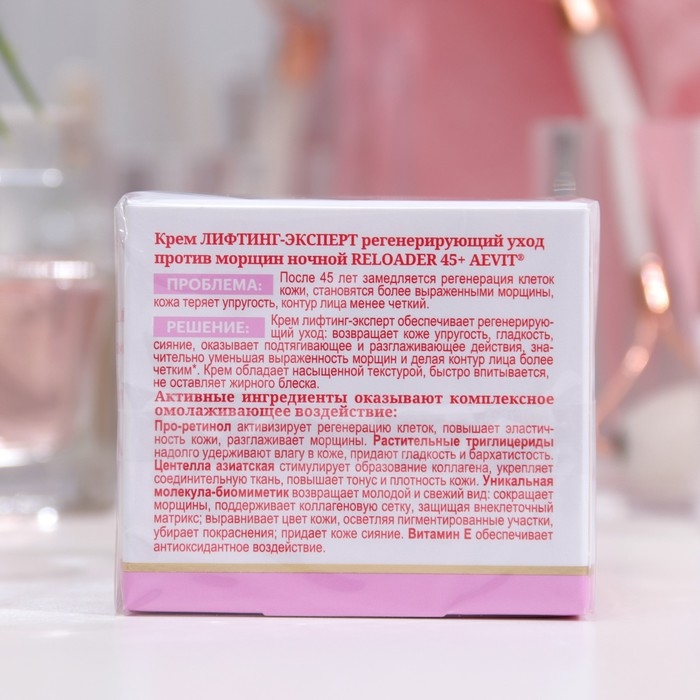 Крем ЛИФТИНГ-ЭКСПЕРТ регенерирующий уход
против морщин ночной RELOADER 45+ AEVIT®
ПРОБЛЕМА: После 45 лет замедляется регенерация клеток
кожи, становятся более выраженными морщины,
кожа теряет упругость, контур лица менее четкий.
РЕШЕНИЕ: Крем лифтинг-эксперт обеспечивает регенерирую-
щий уход: возвращает коже упругость, гладкость,
сияние, оказывает подтягивающее и разглаживающее действия, зна-
чительно уменьшая выраженность морщин и делая контур лица более
четким*. Крем обладает насыщенной текстурой, быстро впитывается,
не оставляет жирного блеска.
Активные ингредиенты оказывают комплексное
омолаживающее воздействие:
Про-ретинол активизирует регенерацию клеток, повышает эластич-
ность кожи, разглаживает морщины. Растительные триглицериды
надолго удерживают влагу в коже, придают гладкость и бархатистость.
Центелла азиатская стимулирует образование коллагена, укрепляет
соединительную ткань, повышает тонус и плотность кожи. Уникальная
молекула-биомиметик возвращает молодой и свежий вид: сокращает
морщины, поддерживает коллагеновую сетку, защищая внеклеточный
матрикс; выравнивает цвет кожи, осветляя пигментированные участки,
убирает покраснения; придает коже сияние. Витамин Е обеспечивает
антиоксидантное воздействие.